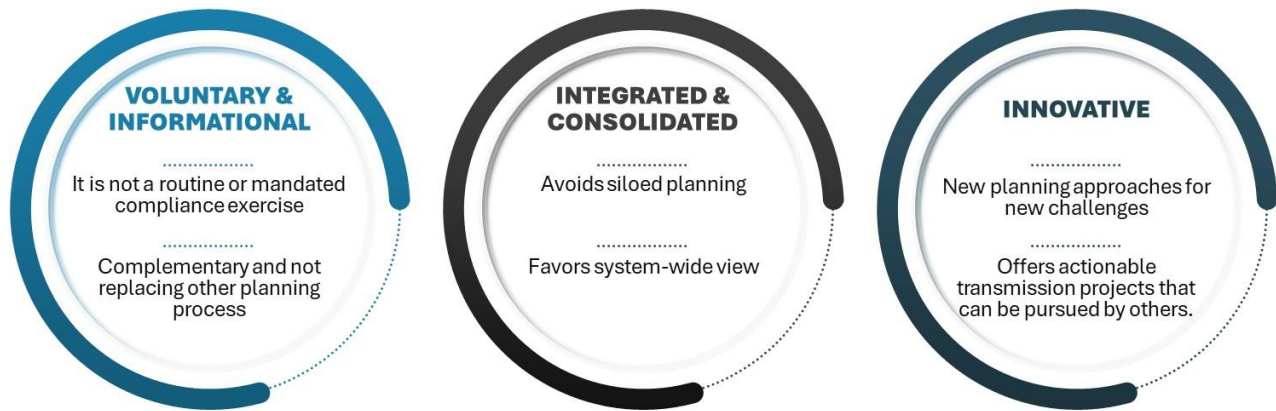 VOLUNTARY &
INFORMATIONAL
It is not a routine or mandated
compliance exercise
Complementary and not
replacing other planning
process
INTEGRATED &
CONSOLIDATED
Avoids siloed planning
Favors system-wide view
INNOVATIVE
New planning approaches for
new challenges
Offers actionable
transmission projects that
can be pursued by others.